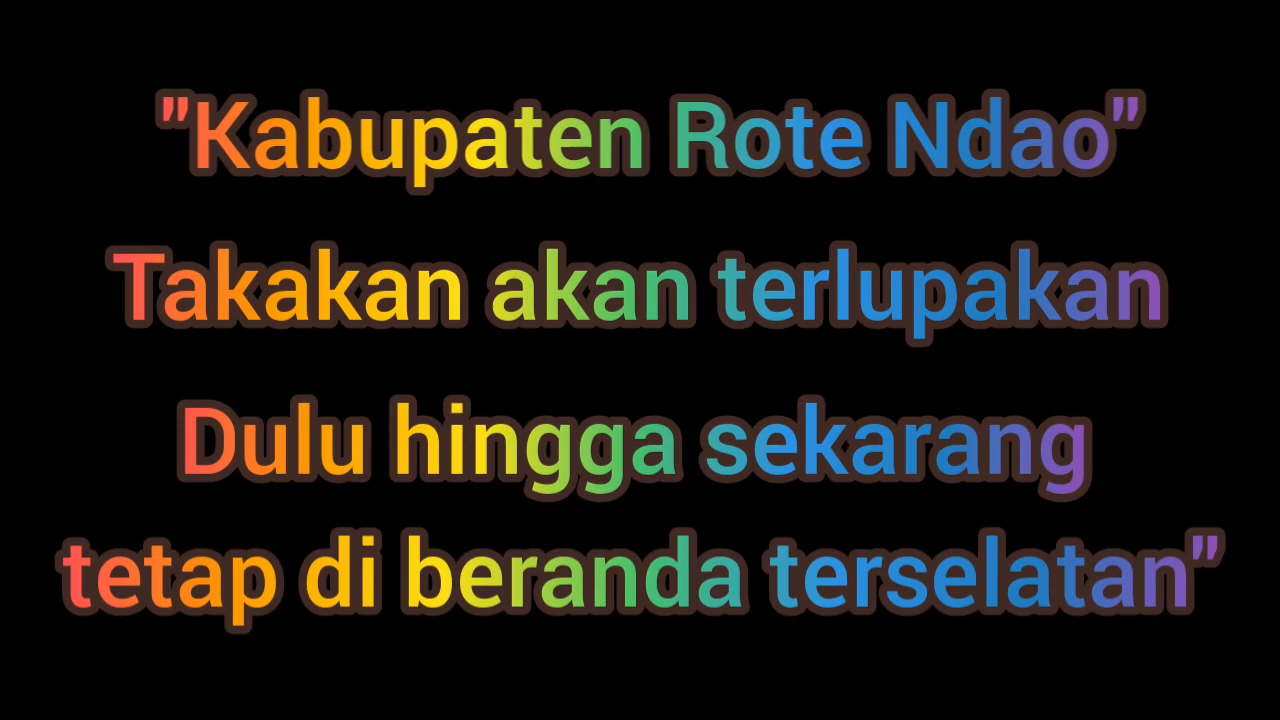 "Kabupaten Rote Ndao"
Takakan akan terlupakan
Dulu hingga sekarang
tetap di beranda terselatan"